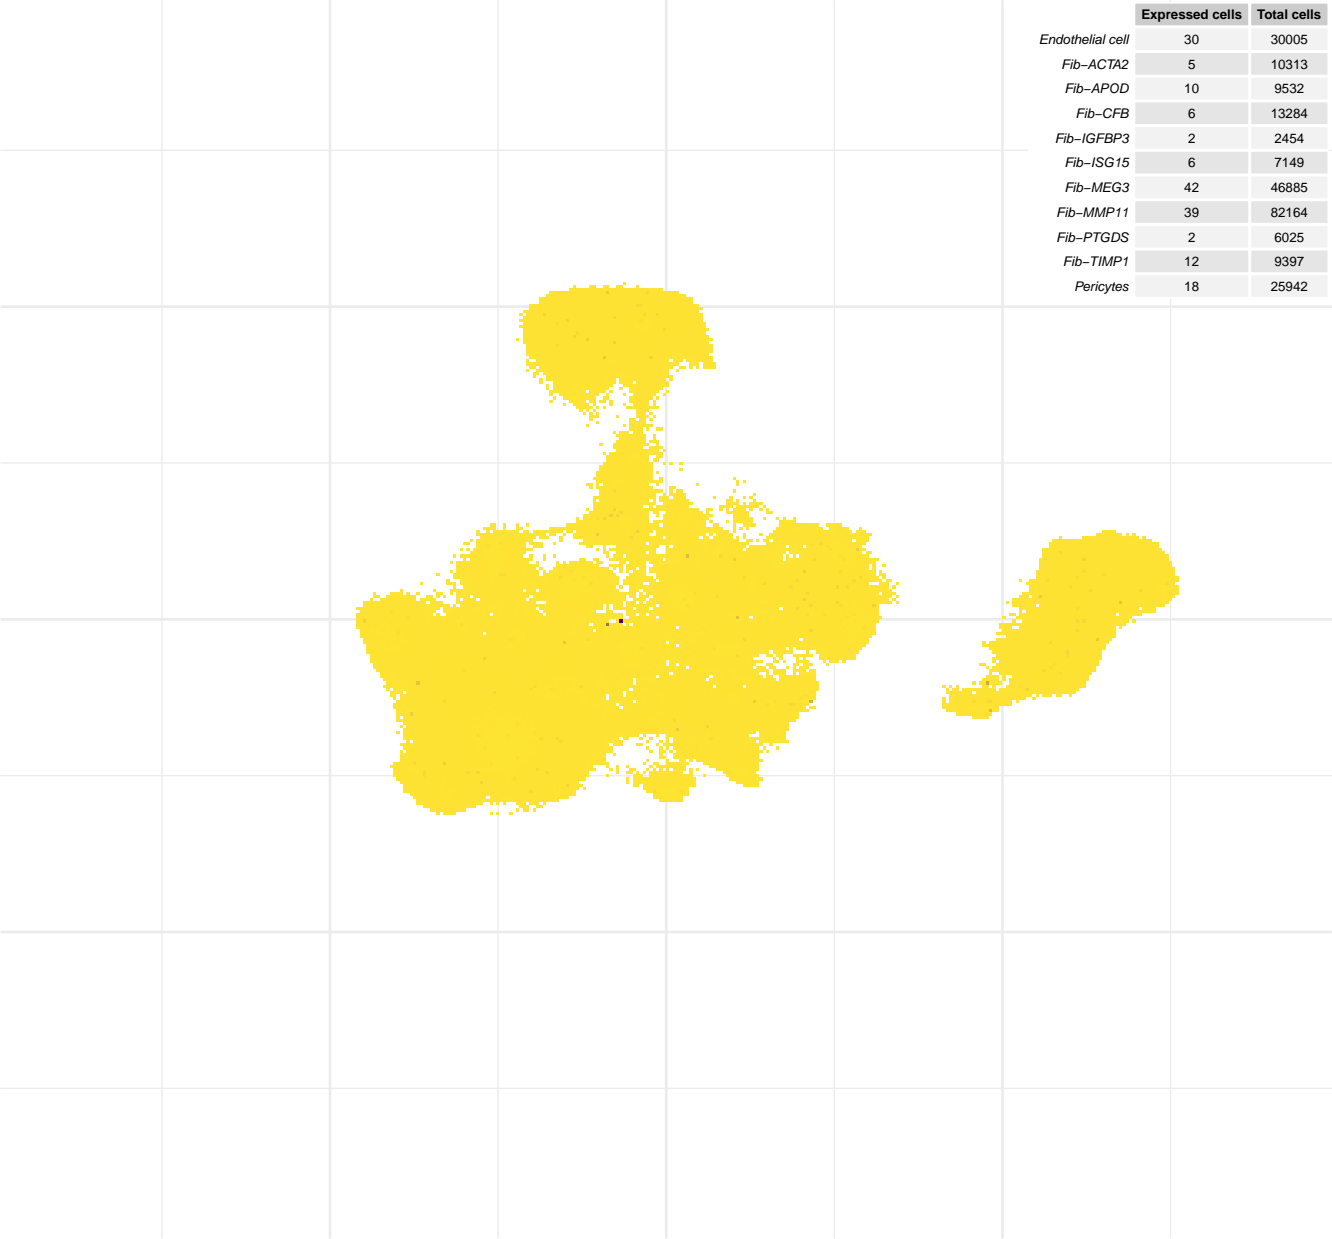 Expressed cells Total cells
Endothelial cell 30 30005
Fib−ACTA2 5 10313
Fib−APOD 10 9532
Fib−CFB 6 13284
Fib−IGFBP3 2 2454
Fib−ISG15 6 7149
Fib−MEG3 42 46885
Fib−MMP11 39 82164
Fib−PTGDS 2 6025
Fib−TIMP1 12 9397
Pericytes 18 25942